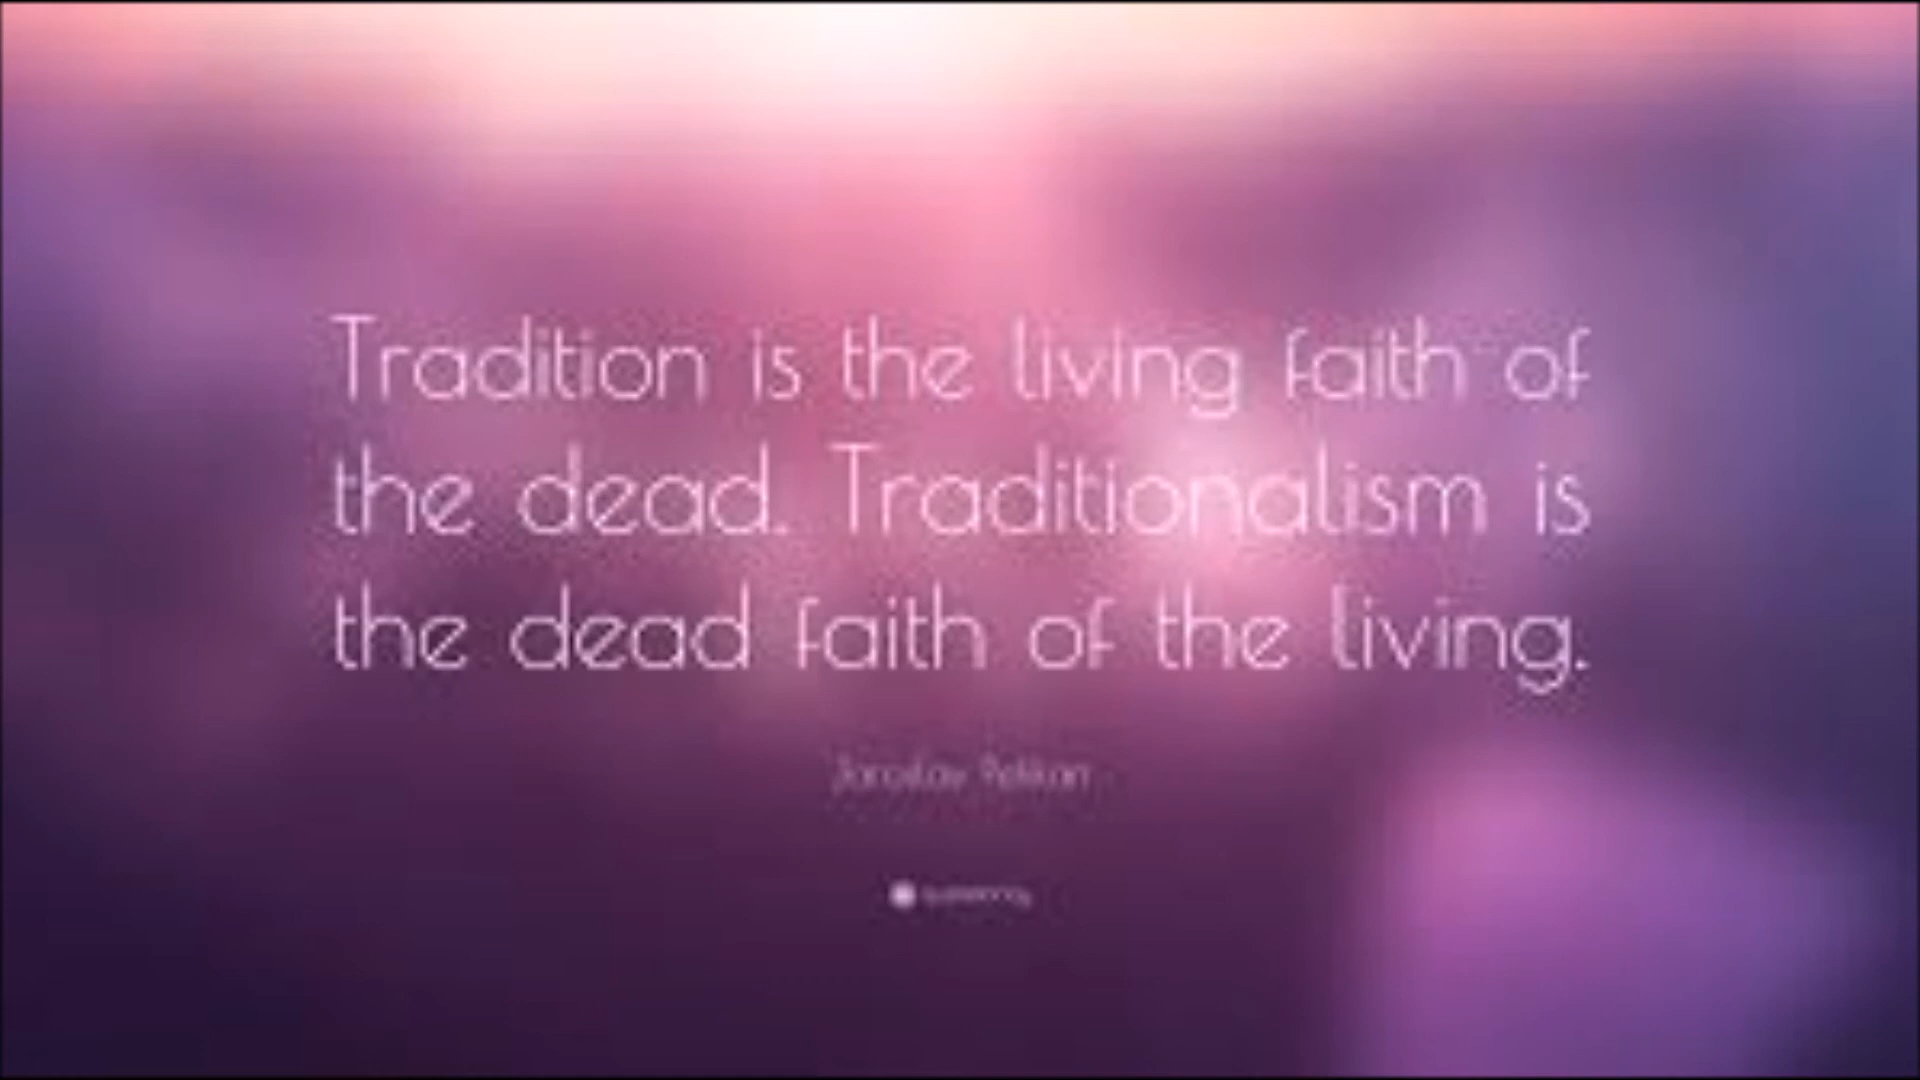 Tradition is the living faith of
the dead. Traditionalism is
the dead faith of the living.
Jaroslav Pelikan